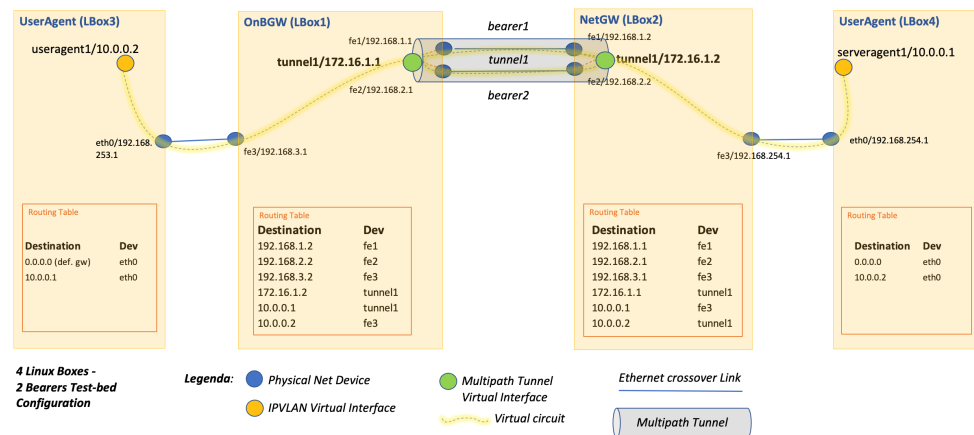 UserAgent (LBox3)
OnBGW (LBox1)
bearer1
NetGW (LBox2)
UserAgent (LBox4)
useragent1/10.0.0.2
fe1/192.168.1.1
fe1/192.168.1.2
serveragent1/10.0.0.1
tunnel1/172.16.1.1
tunnel1
tunnel1/172.16.1.2
fe2/192.168.2.1
fe2/192.168.2.2
bearer2
eth0/192.168.
253.1
fe3/192.168.3.1
fe3/192.168.254.1
eth0/192.168.254.1
Routing Table
Destination Dev
0.0.0.0 (def. gw) eth0
10.0.0.1 eth0
Routing Table
Destination Dev
192.168.1.2 fe1
192.168.2.2 fe2
192.168.3.2 fe3
172.16.1.2 tunnel1
10.0.0.1 tunnel1
10.0.0.2 fe3
Routing Table
Destination Dev
192.168.1.1 fe1
192.168.2.1 fe2
192.168.3.1 fe3
172.16.1.1 tunnel1
10.0.0.1 fe3
10.0.0.2 tunnel1
Routing Table
Destination Dev
0.0.0.0 eth0
10.0.0.2 eth0
4 Linux Boxes -
2 Bearers Test-bed
Configuration
Legenda:
Physical Net Device
IPVLAN Virtual Interface
Multipath Tunnel
Virtual Interface
Virtual circuit
Ethernet crossover Link
Multipath Tunnel